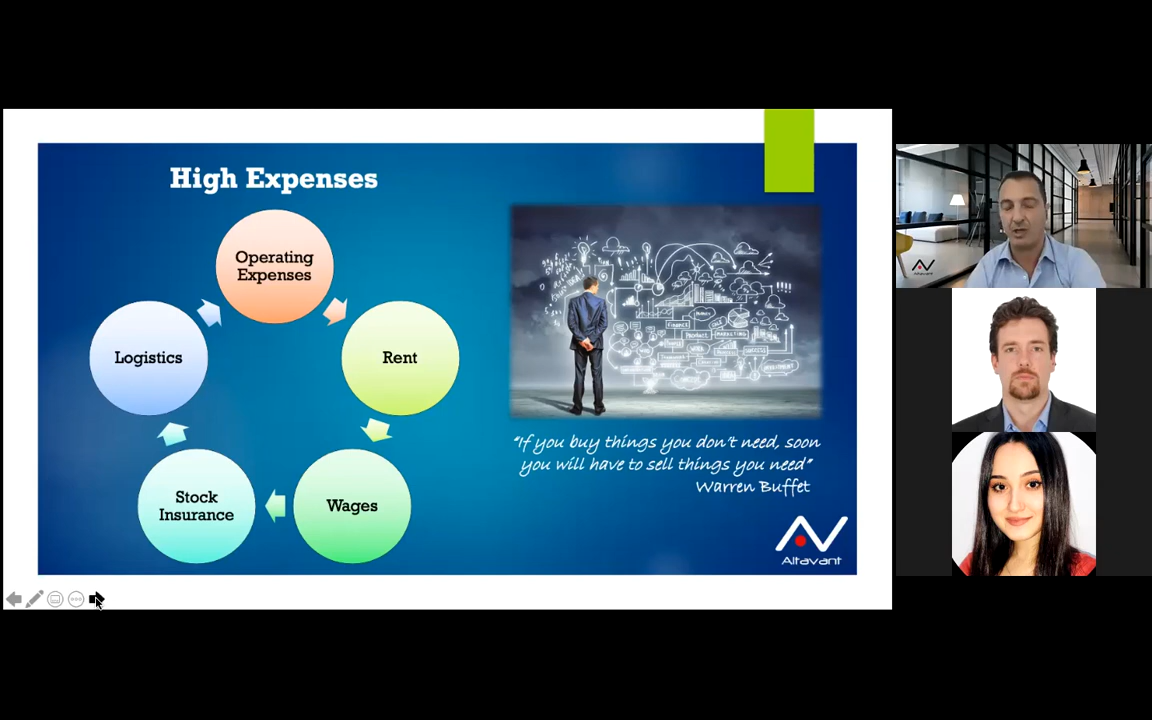 High Expenses
Operating
Expenses
Logistics
Rent
Stock
Insurance
Wages
"If you buy things you don't need, soon
you will have to sell things you need"
Warren Buffet
Altavant
Altavant